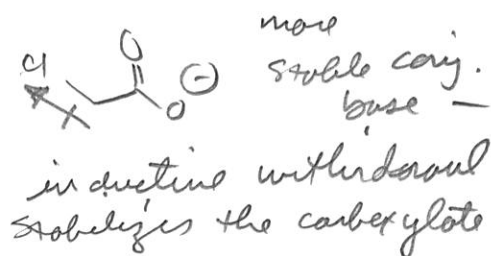 more
stable conj.
base —
Cl
O
O
⊖
inductive withdrawal
stabilizes the carboxylate